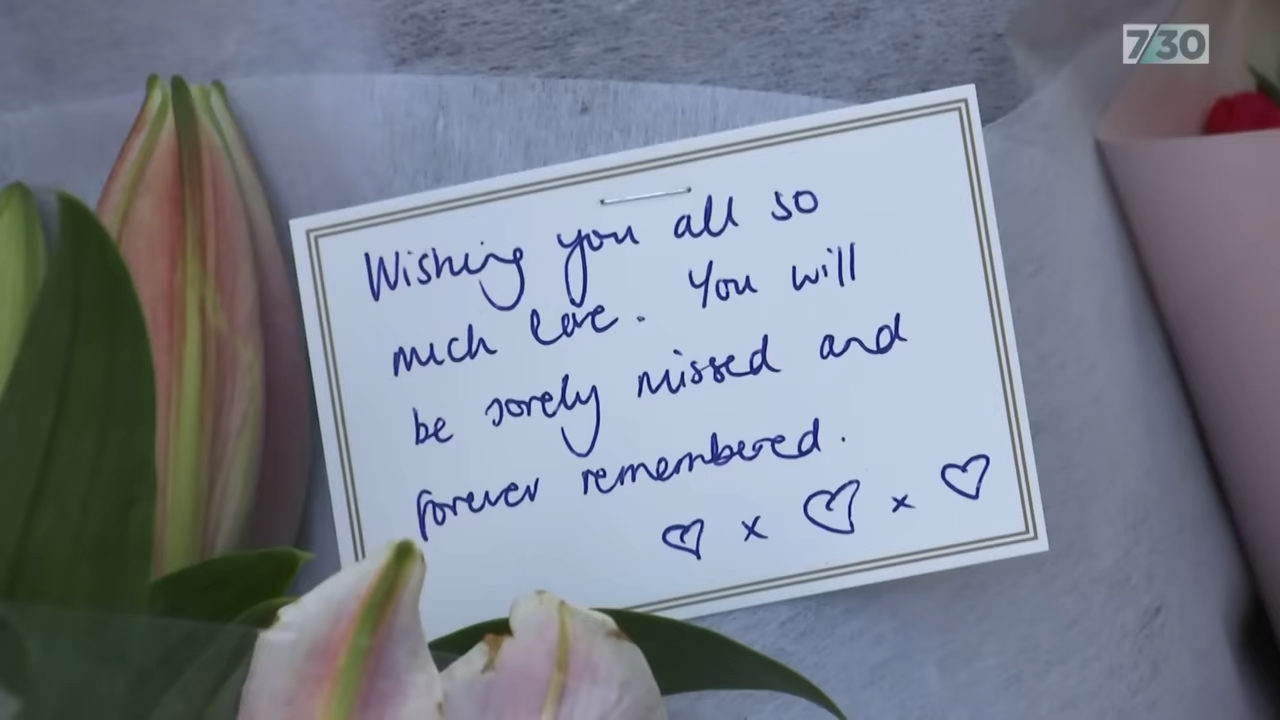 7/30
Wishing you all so
much love. You will
be sorely missed and
forever remembered.
♡ x ♡ x ♡